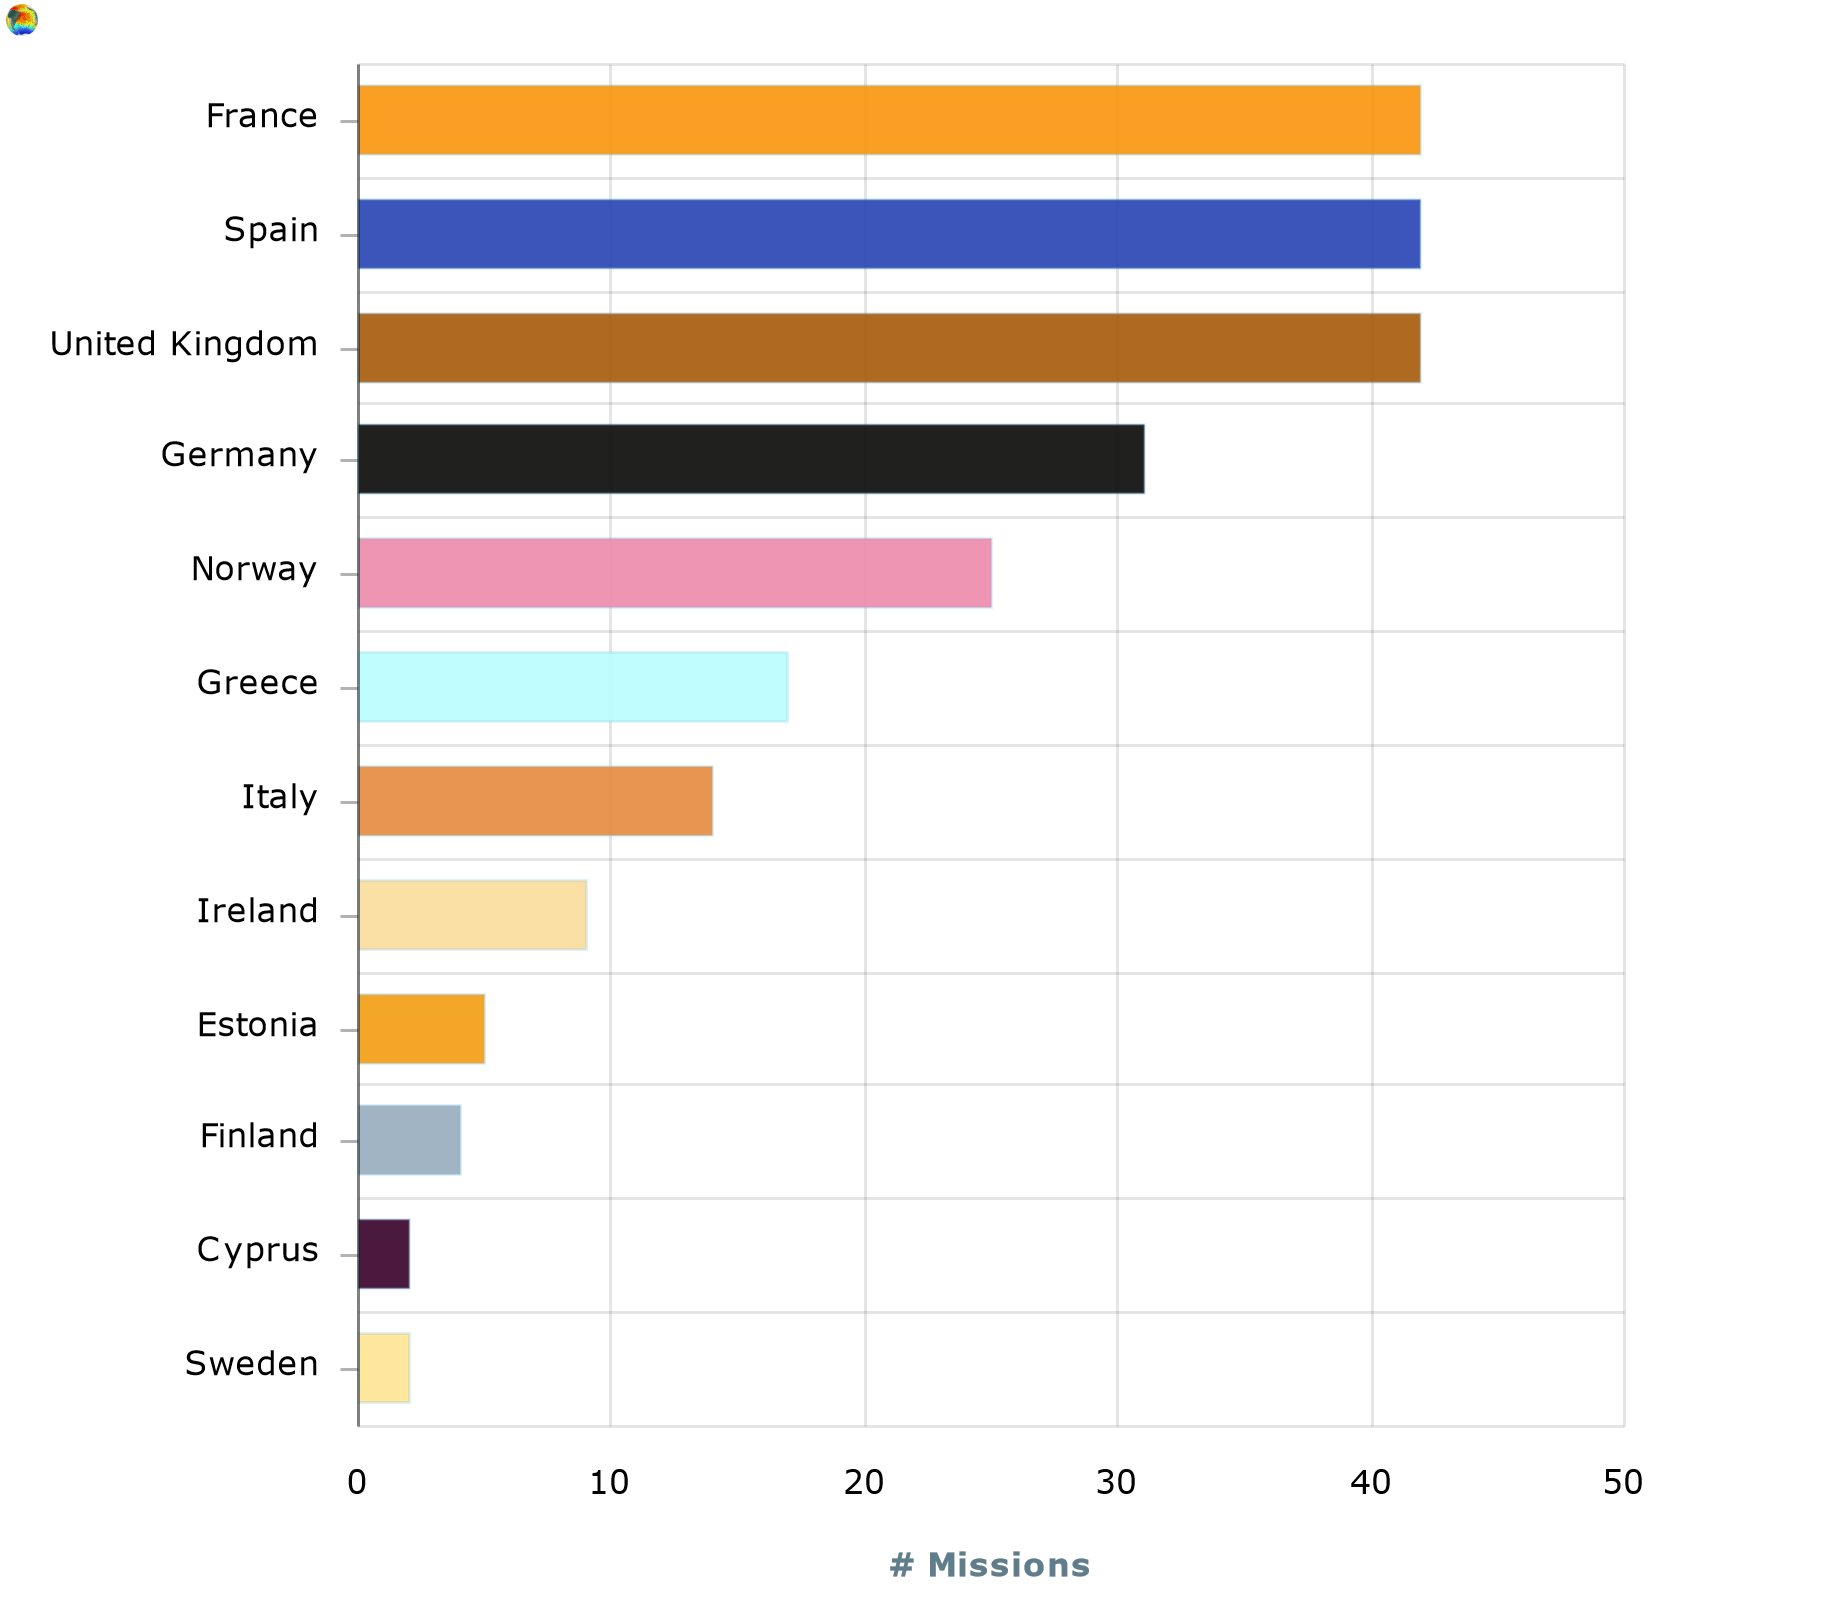 France
Spain
United Kingdom
Germany
Norway
Greece
Italy
Ireland
Estonia
Finland
Cyprus
Sweden
0 10 20 30 40 50
# Missions